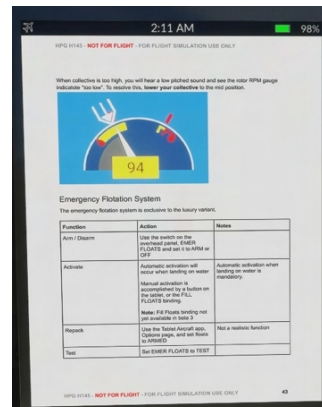 2:11 AM
98%
HPG H145 - NOT FOR FLIGHT - FOR FLIGHT SIMULATION USE ONLY
When collective is too high, you will hear a low pitched sound and see the rotor RPM gauge
indicatate "too low". To resolve this, lower your collective to the mid position.
94
Emergency Flotation System
The emergency flotation system is exclusive to the luxury variant.
Function Action Notes
Arm / Disarm Use the switch on the
overhead panel, EMER
FLOATS and set it to ARM or
OFF
Activate Automatic activation will Automatic activation when
occur when landing on water landing on water is
mandatory.
Manual activation is
accomplished by a button on
the tablet, or the FILL
FLOATS binding.
Note: Fill Floats binding not
yet available in beta 3
Repack Use the Tablet Aircraft app, Not a realistic function
Options page, and set floats
to ARMED
Test Set EMER FLOATS to TEST
HPG H145 - NOT FOR FLIGHT - FOR FLIGHT SIMULATION USE ONLY 43